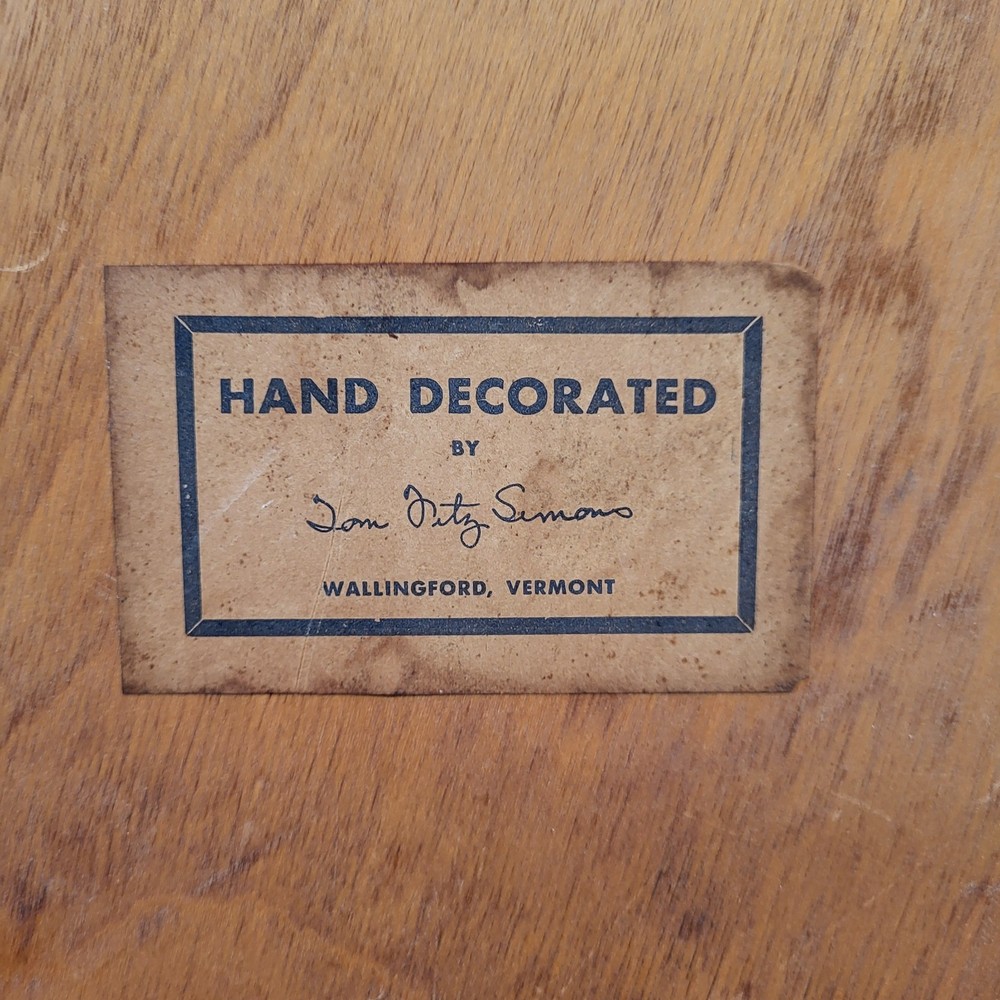 HAND DECORATED
BY
Tom Fitz Simons
WALLINGFORD, VERMONT